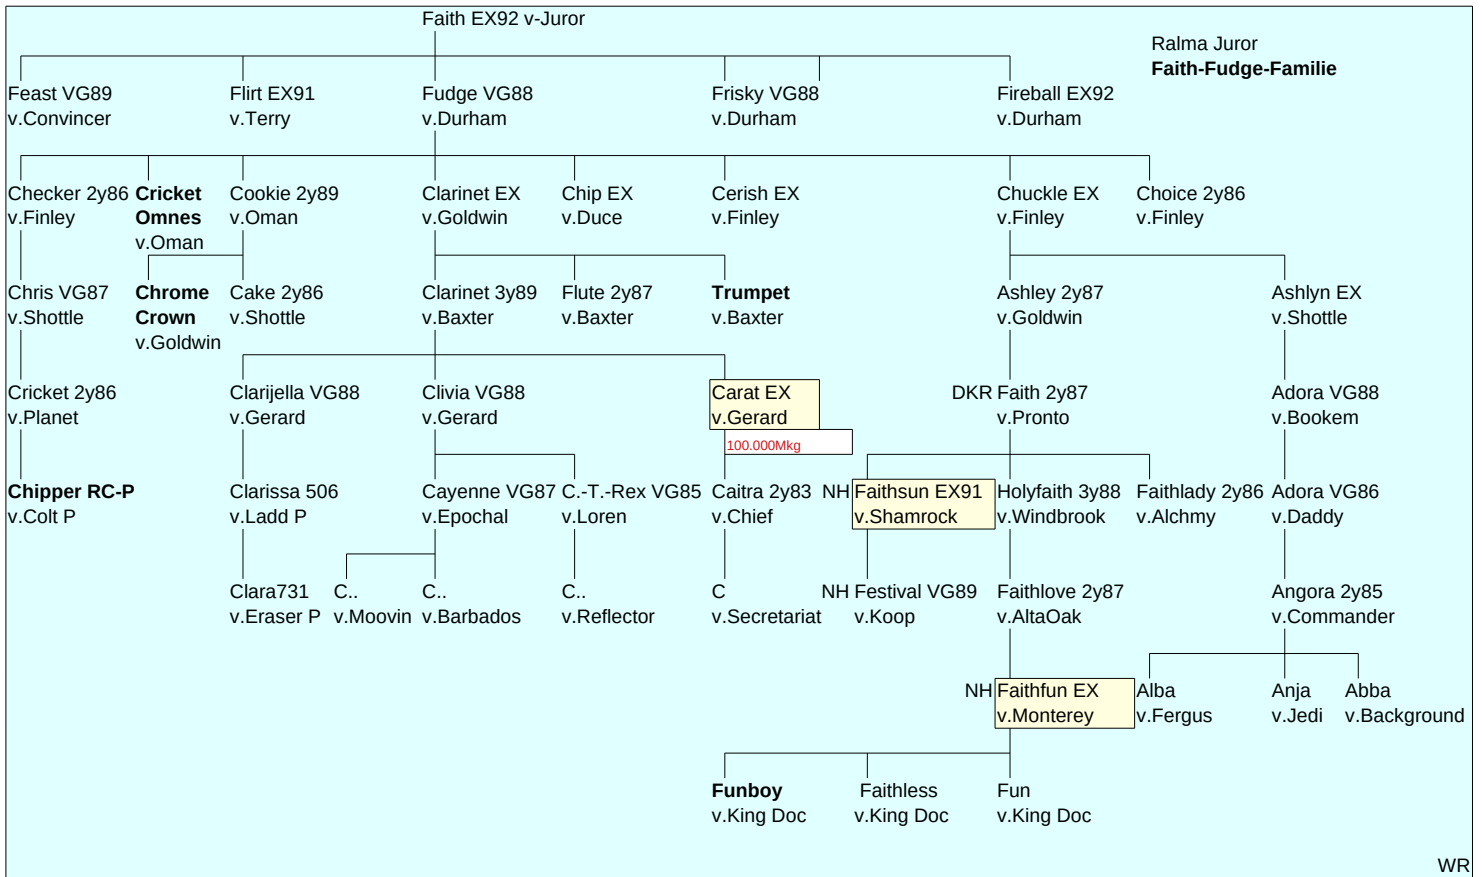 Faith EX92 v-Juror
Ralma Juror
Faith-Fudge-Familie
Feast VG89
v.Convincer
Flirt EX91
v.Terry
Fudge VG88
v.Durham
Frisky VG88
v.Durham
Fireball EX92
v.Durham
Checker 2y86
v.Finley
Cricket
Omnes
v.Oman
Cookie 2y89
v.Oman
Clarinet EX
v.Goldwin
Chip EX
v.Duce
Cerish EX
v.Finley
Chuckle EX
v.Finley
Choice 2y86
v.Finley
Chris VG87
v.Shottle
Chrome
Crown
v.Goldwin
Cake 2y86
v.Shottle
Clarinet 3y89
v.Baxter
Flute 2y87
v.Baxter
Trumpet
v.Baxter
Ashley 2y87
v.Goldwin
Ashlyn EX
v.Shottle
Cricket 2y86
v.Planet
Clarijella VG88
v.Gerard
Clivia VG88
v.Gerard
Carat EX
v.Gerard
100.000Mkg
DKR Faith 2y87
v.Pronto
Adora VG88
v.Bookem
Chipper RC-P
v.Colt P
Clarissa 506
v.Ladd P
Cayenne VG87
v.Epochal
C.-T.-Rex VG85
v.Loren
Caitra 2y83
v.Chief
NH Faithsun EX91
v.Shamrock
Holyfaith 3y88
v.Windbrook
Faithlady 2y86
v.Alchmy
Adora VG86
v.Daddy
Clara731
v.Eraser P
C..
v.Moovin
C..
v.Barbados
C..
v.Reflector
C
v.Secretariat
NH Festival VG89
v.Koop
Faithlove 2y87
v.AltaOak
Angora 2y85
v.Commander
NH Faithfun EX
v.Monterey
Alba
v.Fergus
Anja
v.Jedi
Abba
v.Background
Funboy
v.King Doc
Faithless
v.King Doc
Fun
v.King Doc
WR